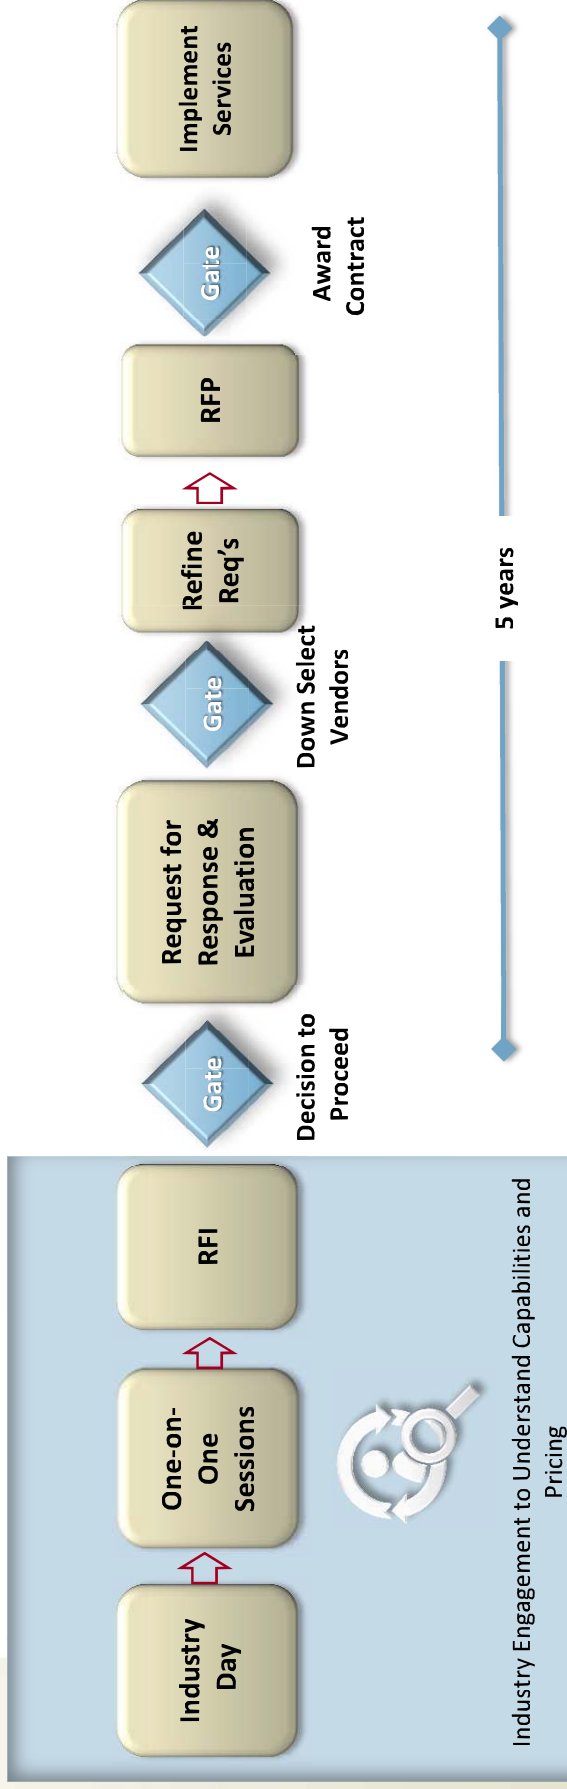 Industry
Day
One-on-
One
Sessions
RFI
Gate
Decision to
Proceed
Request for
Response &
Evaluation
Gate
Down Select
Vendors
Refine
Req's
RFP
Gate
Award
Contract
Implement
Services
Industry Engagement to Understand Capabilities and
Pricing
5 years